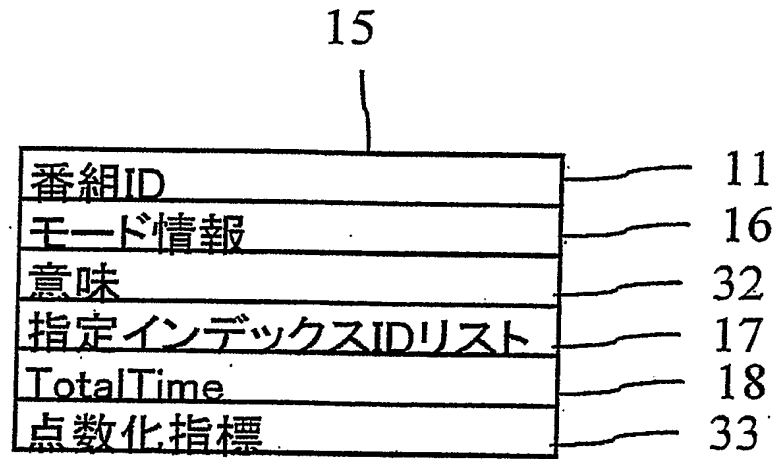 15
番組ID 11
モード情報 16
意味 32
指定インデックスIDリスト 17
TotalTime 18
点数化指標 33